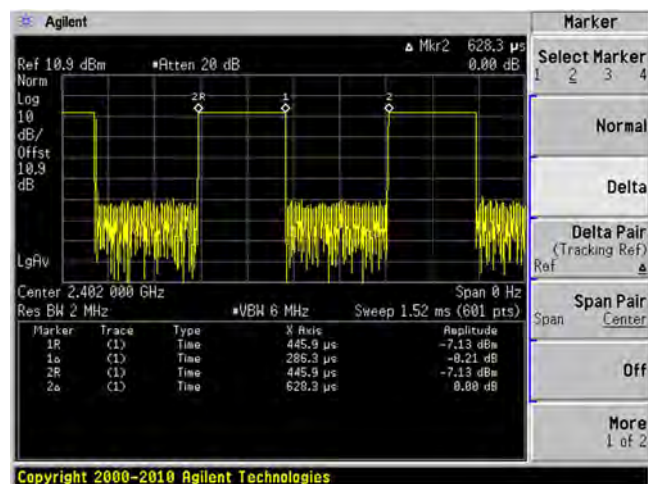 Agilent
Marker
Δ Mkr2 628.3 µs
Ref 10.9 dBm #Atten 20 dB 0.00 dB
Select Marker
1 2 3 4
Norm
Log
10
dB/
Offst
10.9
dB
2R
1
2
Normal
Delta
Delta Pair
(Tracking Ref)
Ref Δ
LgAv
Center 2.402 000 GHz Span 0 Hz
Res BW 2 MHz #VBW 6 MHz Sweep 1.52 ms (601 pts)
Span Pair
Span Center
Marker Trace Type X Axis Amplitude
1R (1) Time 445.9 µs -7.13 dBm
1Δ (1) Time 286.3 µs -0.21 dB
2R (1) Time 445.9 µs -7.13 dBm
2Δ (1) Time 628.3 µs 0.00 dB
Off
More
1 of 2
Copyright 2000-2010 Agilent Technologies